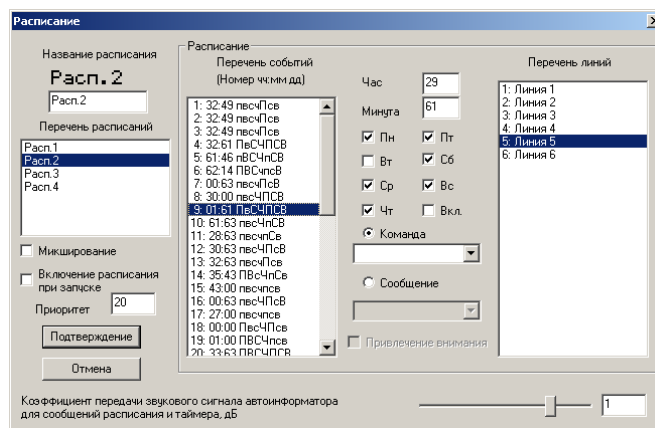 Расписание
Название расписания
Расп.2
Расп.2
Перечень расписаний
Расп.1
Расп.2
Расп.3
Расп.4
Микширование
Включение расписания
при запуске
Приоритет 20
Подтверждение
Отмена
Расписание
Перечень событий
(Номер чч:мм дд)
1: 32:49 пвсчПсв
2: 32:49 пвсчПсв
3: 32:49 пвсчПсв
4: 32:61 ПвСЧПСВ
5: 61:46 пВСЧпСВ
6: 62:14 ПВСчпсВ
7: 00:63 пвсчПсВ
8: 30:00 пвсЧПСВ
9: 01:61 ПвСЧПСВ
10: 61:63 пвсЧпСВ
11: 28:63 пвсчпСв
12: 30:63 пвсЧПсВ
13: 32:63 пвсчПсв
14: 35:43 ПВсЧпСв
15: 43:00 пвсчпсв
16: 00:63 пвсЧПсВ
17: 27:00 пвсчпсв
18: 00:00 ПвсЧПсв
19: 01:00 ПВСЧПСв
20: 33:63 ПВСЧПСВ
Час 29
Минута 61
Пн
Пт
Вт
Сб
Ср
Вс
Чт
Вкл.
Команда
Сообщение
Привлечение внимания
Перечень линий
1: Линия 1
2: Линия 2
3: Линия 3
4: Линия 4
5: Линия 5
6: Линия 6
Коэффициент передачи звукового сигнала автоинформатора
для сообщений расписания и таймера, дБ
1